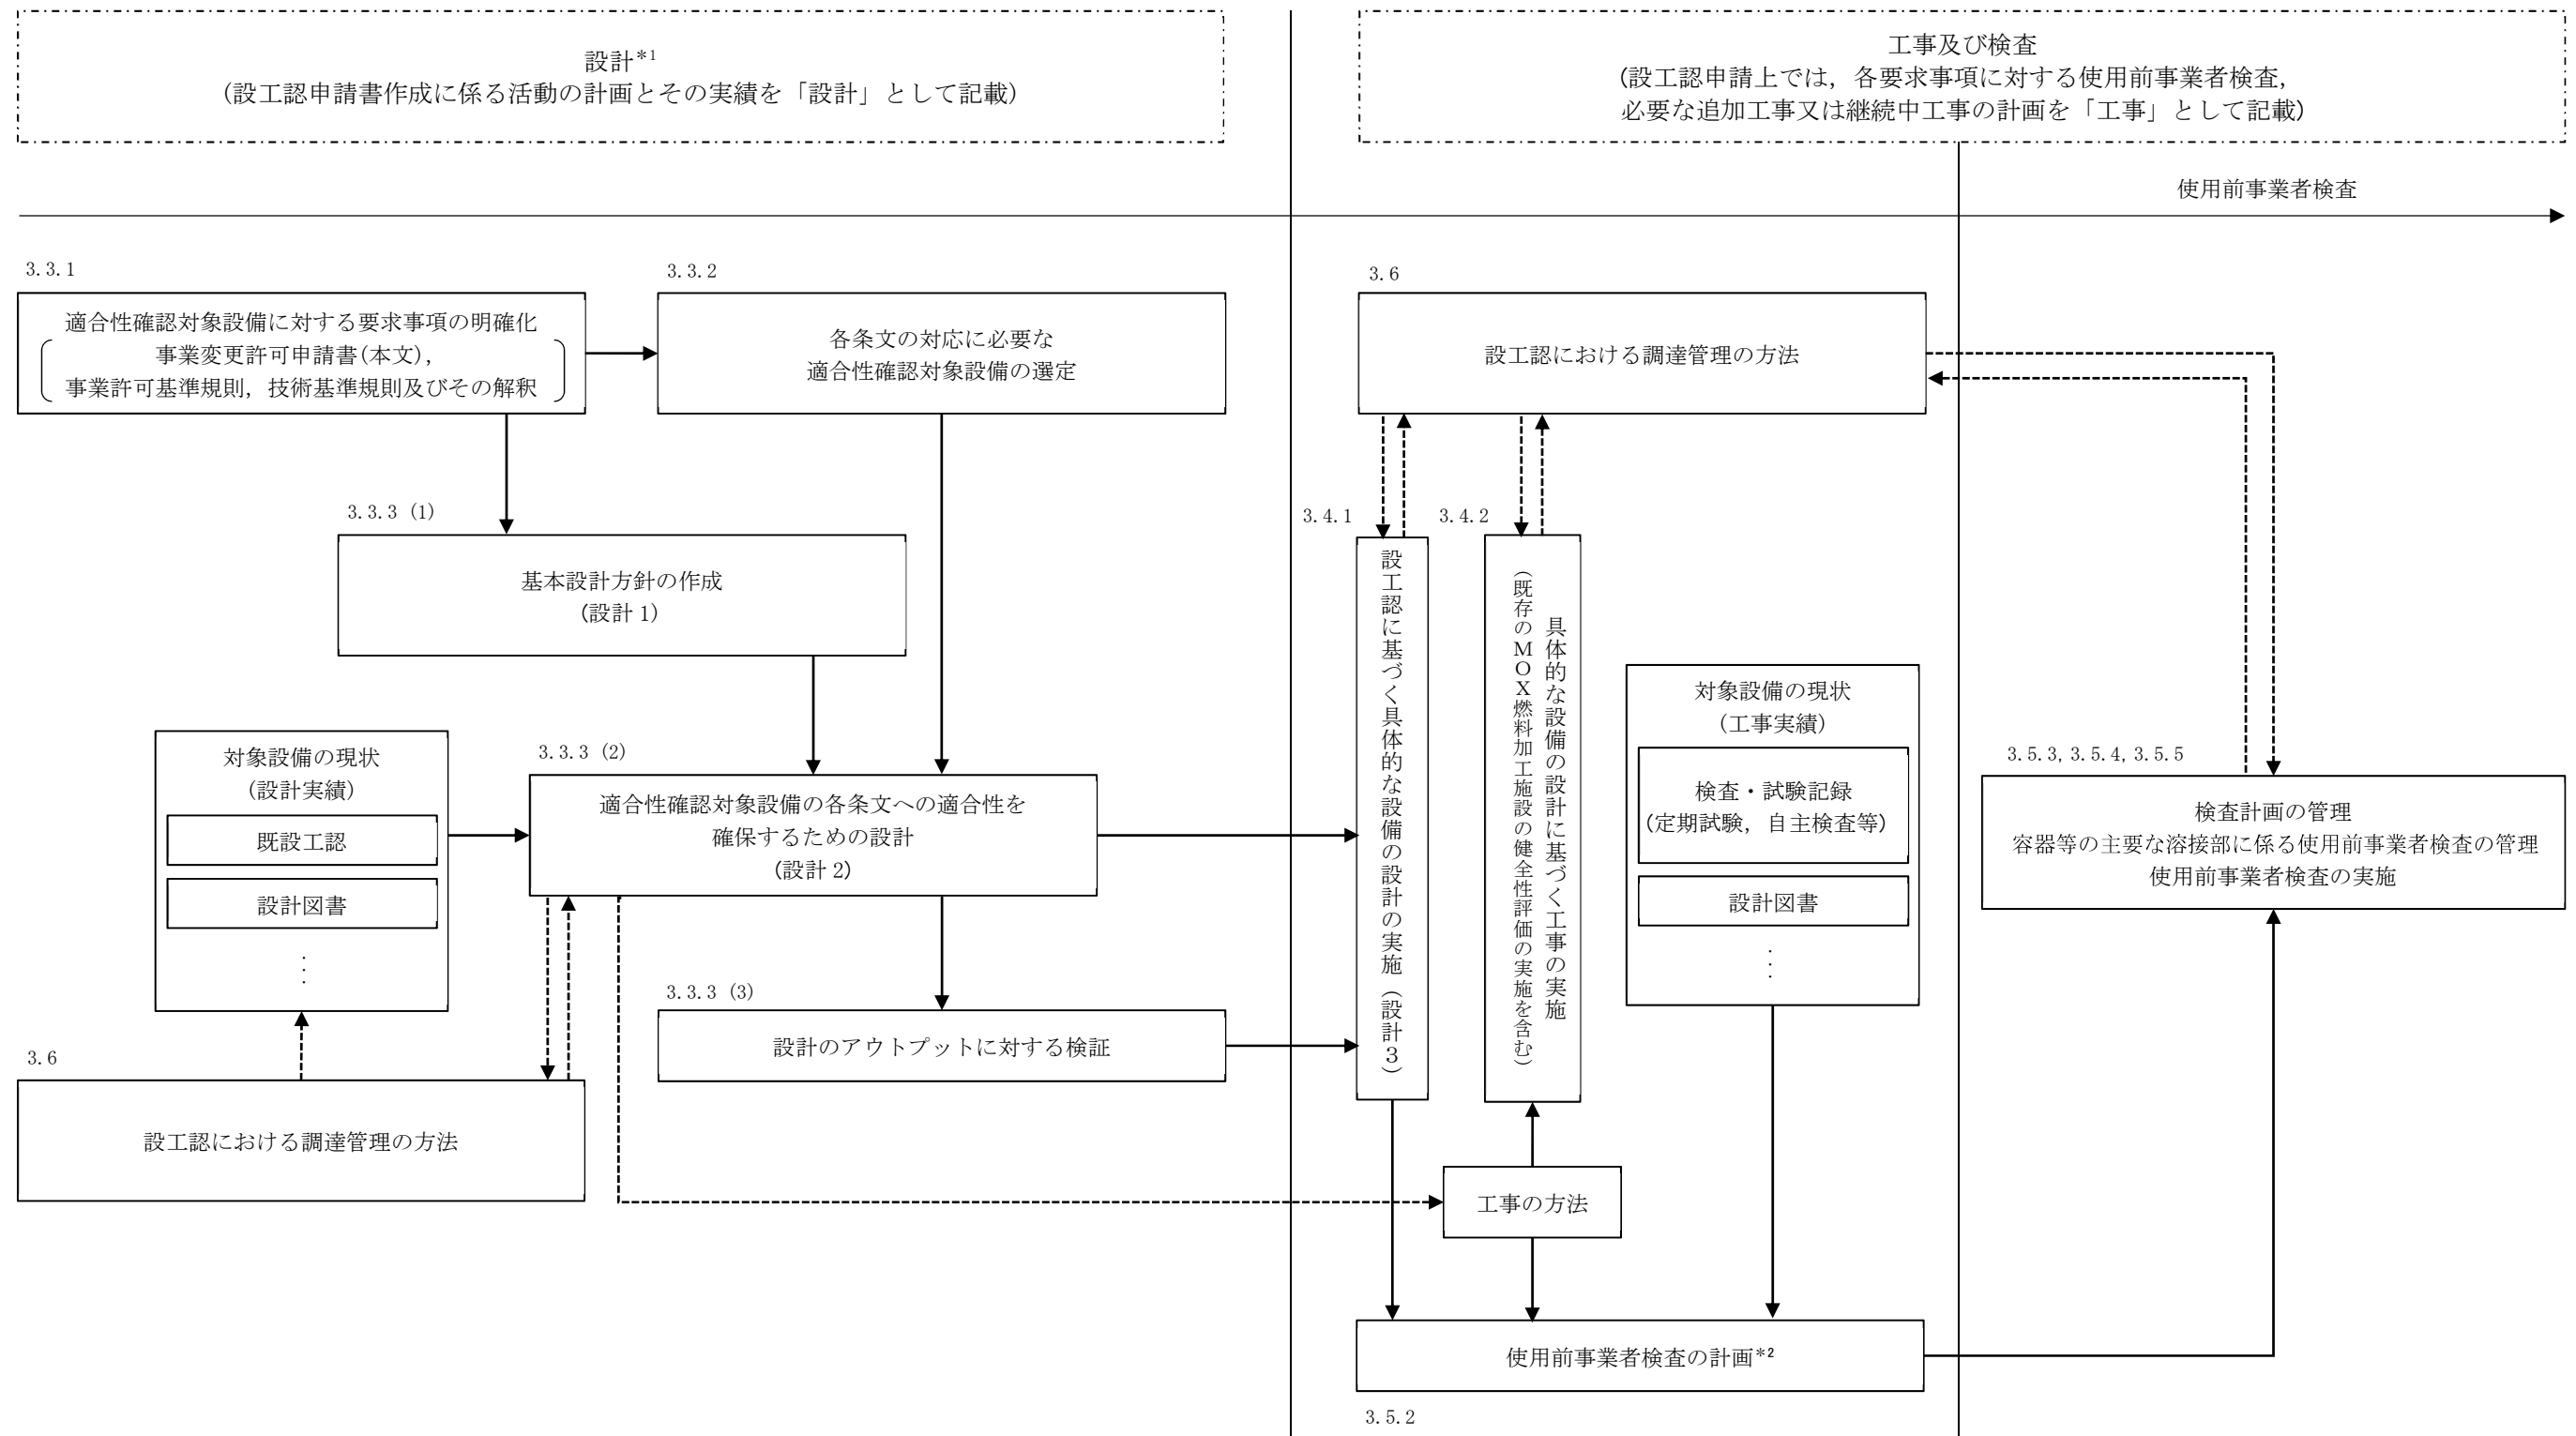 設計*1
(設工認申請書作成に係る活動の計画とその実績を「設計」として記載)
工事及び検査
(設工認申請上では，各要求事項に対する使用前事業者検査，
必要な追加工事又は継続中工事の計画を「工事」として記載)
使用前事業者検査
3.3.1
適合性確認対象設備に対する要求事項の明確化
事業変更許可申請書(本文)，
事業許可基準規則，技術基準規則及びその解釈
3.3.2
各条文の対応に必要な
適合性確認対象設備の選定
3.6
設工認における調達管理の方法
3.3.3 (1)
基本設計方針の作成
(設計 1)
3.4.1
設工認に基づく具体的な設備の設計の実施（設計３）
3.4.2
具体的な設備の設計に基づく工事の実施
（既存のＭＯＸ燃料加工施設の健全性評価の実施を含む）
対象設備の現状
(工事実績)
検査・試験記録
(定期試験，自主検査等)
設計図書
⋮
対象設備の現状
(設計実績)
既設工認
設計図書
⋮
3.3.3 (2)
適合性確認対象設備の各条文への適合性を
確保するための設計
(設計 2)
3.5.3, 3.5.4, 3.5.5
検査計画の管理
容器等の主要な溶接部に係る使用前事業者検査の管理
使用前事業者検査の実施
3.3.3 (3)
設計のアウトプットに対する検証
3.6
設工認における調達管理の方法
工事の方法
使用前事業者検査の計画*2
3.5.2